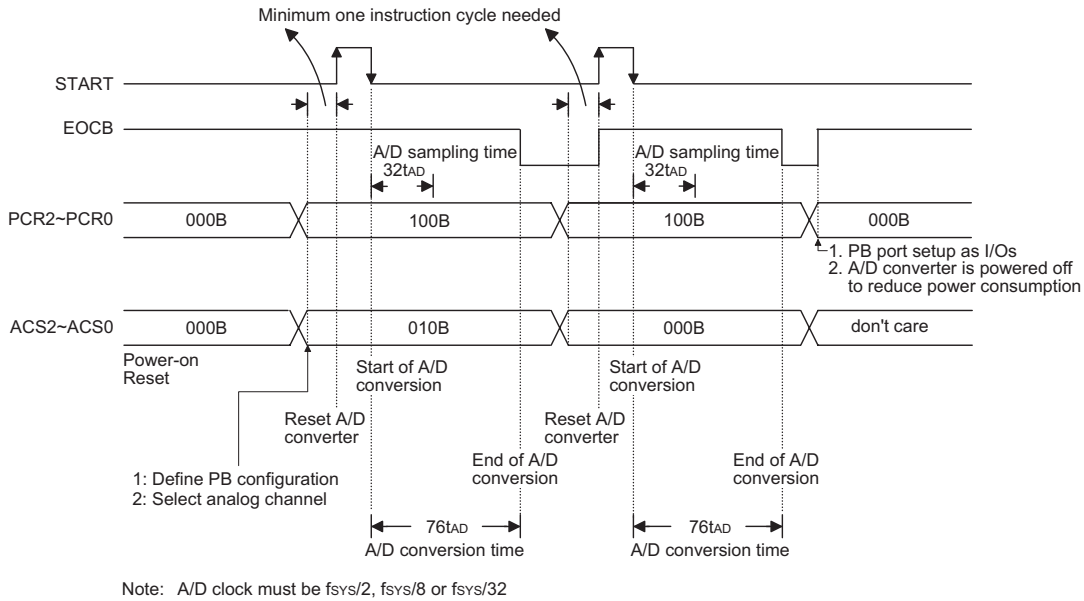 Minimum one instruction cycle needed
START
EOCB
A/D sampling time
32tAD
A/D sampling time
32tAD
PCR2~PCR0
000B
100B
100B
000B
1. PB port setup as I/Os
2. A/D converter is powered off
to reduce power consumption
ACS2~ACS0
000B
010B
000B
don't care
Power-on
Reset
Start of A/D
conversion
Start of A/D
conversion
Reset A/D
converter
Reset A/D
converter
1: Define PB configuration
2: Select analog channel
End of A/D
conversion
End of A/D
conversion
76tAD
A/D conversion time
76tAD
A/D conversion time
Note: A/D clock must be fSYS/2, fSYS/8 or fSYS/32